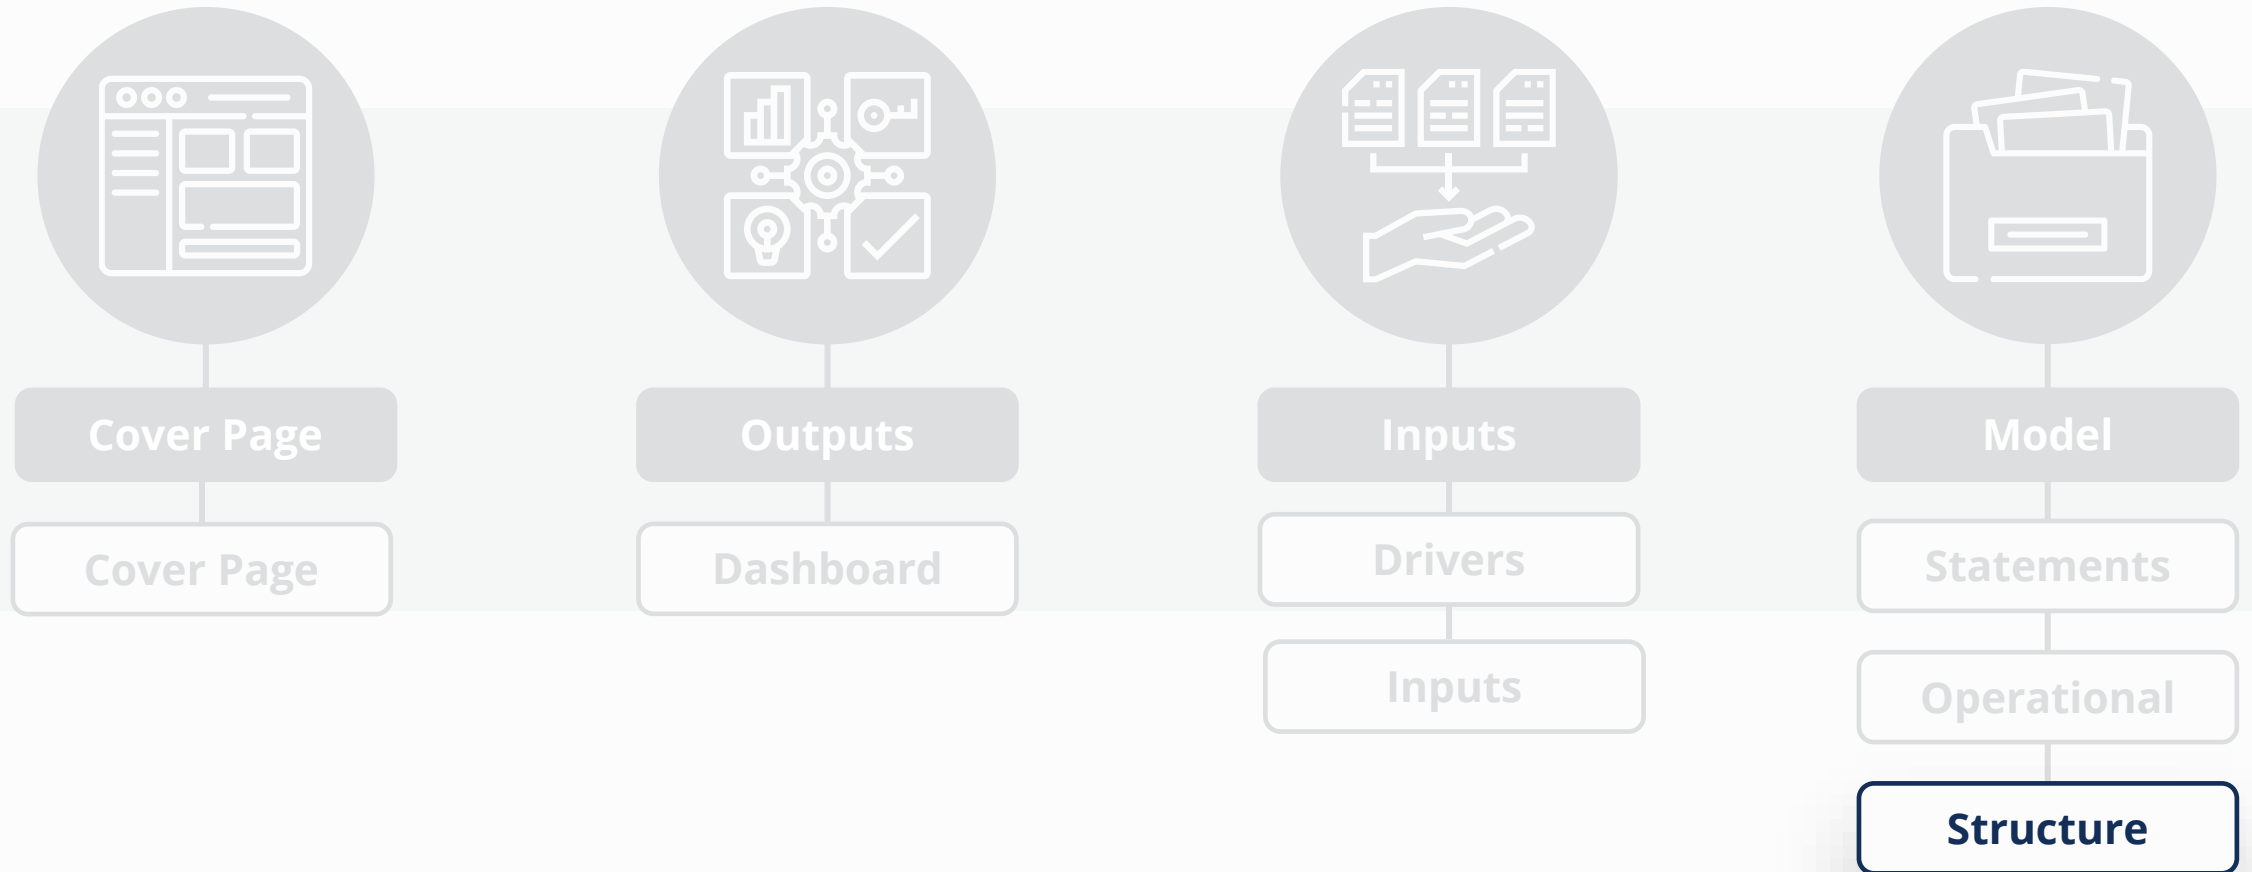 Cover Page
Cover Page
Outputs
Dashboard
Inputs
Drivers
Inputs
Model
Statements
Operational
Structure